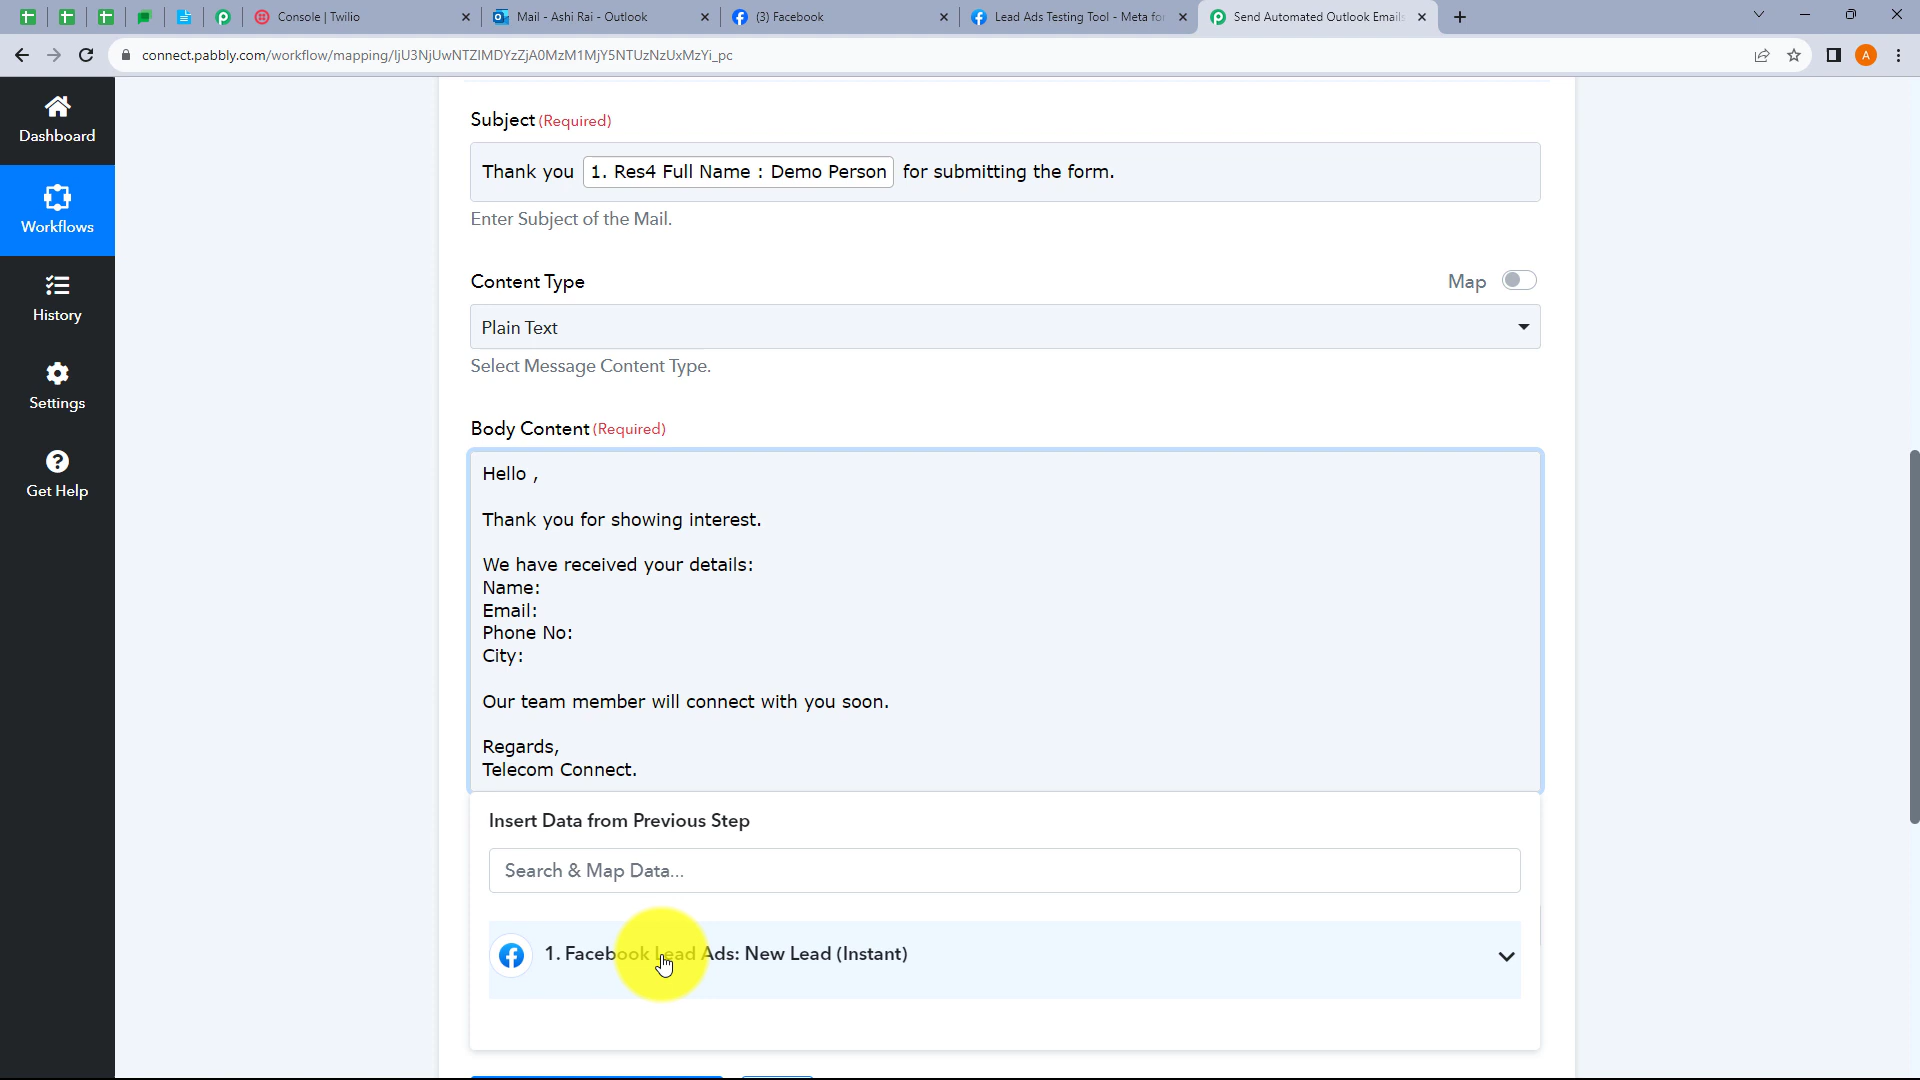 Console | Twilio
Mail - Ashi Rai - Outlook
(3) Facebook
Lead Ads Testing Tool - Meta for
Send Automated Outlook Emails
connect.pabbly.com/workflow/mapping/IjU3NjUwNTZlMDYzZjA0MzM1MjY5NTUzNzUxMzYi_pc
A
Dashboard
Workflows
History
Settings
Get Help
Subject (Required)
Thank you 1. Res4 Full Name : Demo Person for submitting the form.
Enter Subject of the Mail.
Content Type
Map
Plain Text
Select Message Content Type.
Body Content (Required)
Hello ,
Thank you for showing interest.
We have received your details:
Name:
Email:
Phone No:
City:
Our team member will connect with you soon.
Regards,
Telecom Connect.
Insert Data from Previous Step
Search & Map Data...
1. Facebook Lead Ads: New Lead (Instant)